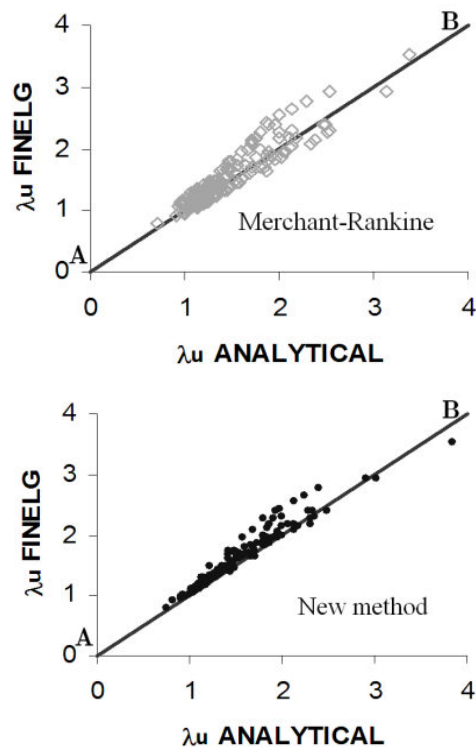 B
4
3
2
1
0
A
λu FINELG
Merchant-Rankine
0 1 2 3 4
λu ANALYTICAL
B
4
3
2
1
0
A
λu FINELG
New method
0 1 2 3 4
λu ANALYTICAL